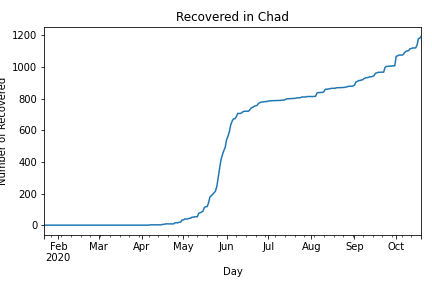 Recovered in Chad
Number of Recovered
1200
1000
800
600
400
200
0
Feb Mar Apr May Jun Jul Aug Sep Oct
2020
Day